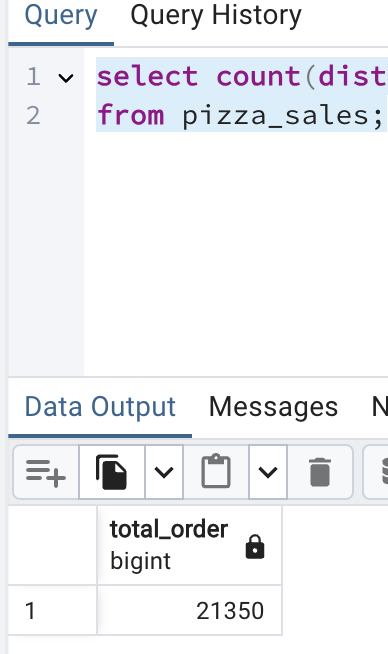 Query Query History
1 select count(dist
2 from pizza_sales;
Data Output Messages N
total_order
bigint
1 21350